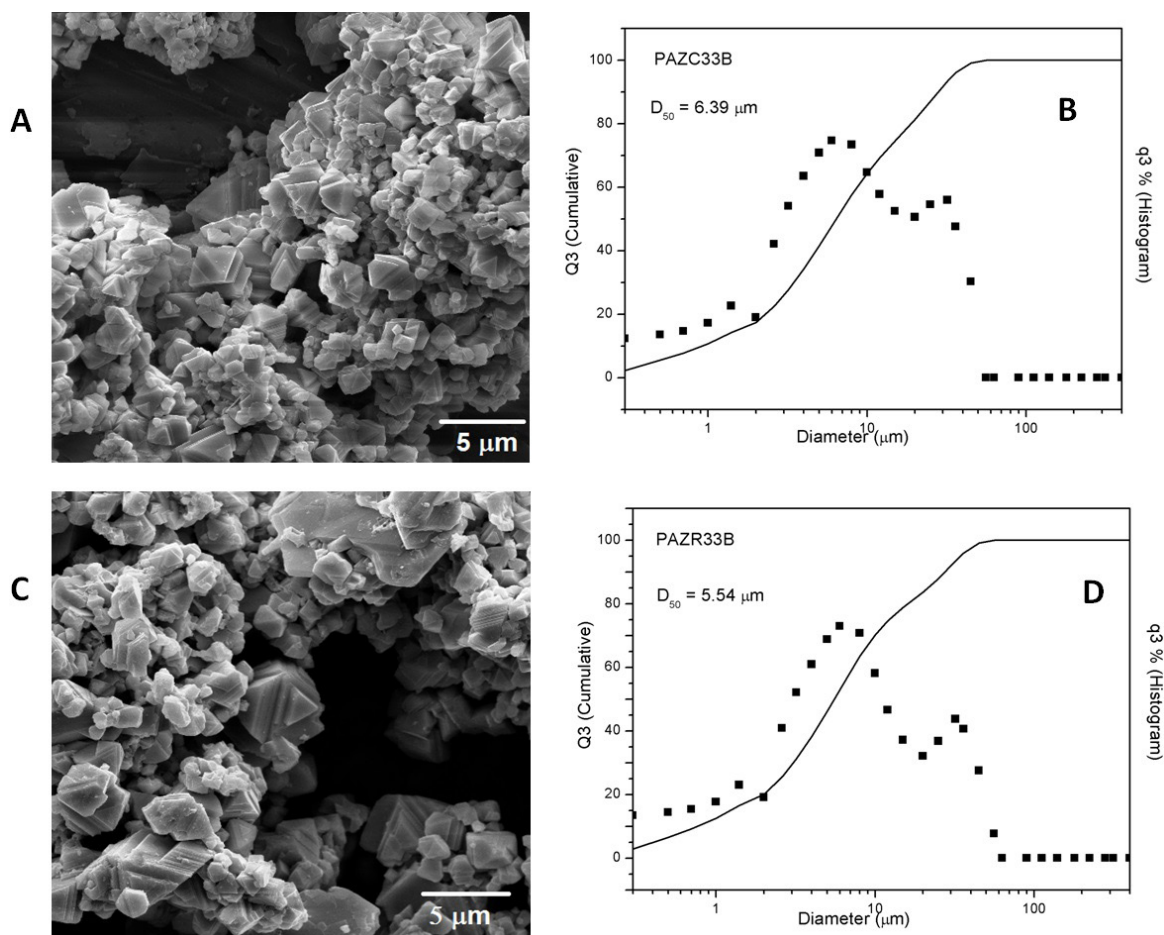 A
5 μm
PAZC33B
D50 = 6.39 μm
B
Q3 (Cumulative)
100
80
60
40
20
0
1
10
100
Diameter (μm)
q3 % (Histogram)
C
5 μm
PAZR33B
D50 = 5.54 μm
D
Q3 (Cumulative)
100
80
60
40
20
0
1
10
100
Diameter (μm)
q3 % (Histogram)